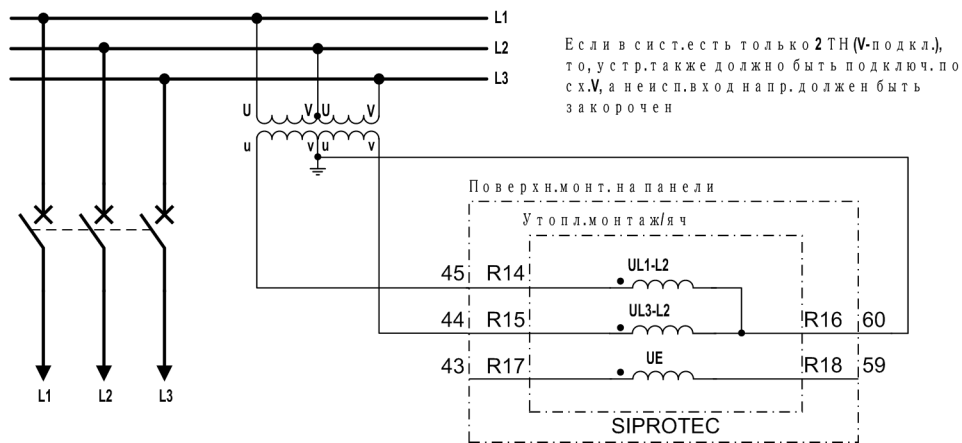 L1
L2
L3
Если в сист.есть только 2 ТН (V-подкл.),
то, устр.также должно быть подключ. по
сх.V, а неисп.вход напр. должен быть
закорочен
U V U V
u v u v
Поверхн.монт. на панели
Утопл.монтаж/яч
45 R14 UL1-L2
44 R15 UL3-L2 R16 60
43 R17 UE R18 59
SIPROTEC
L1 L2 L3